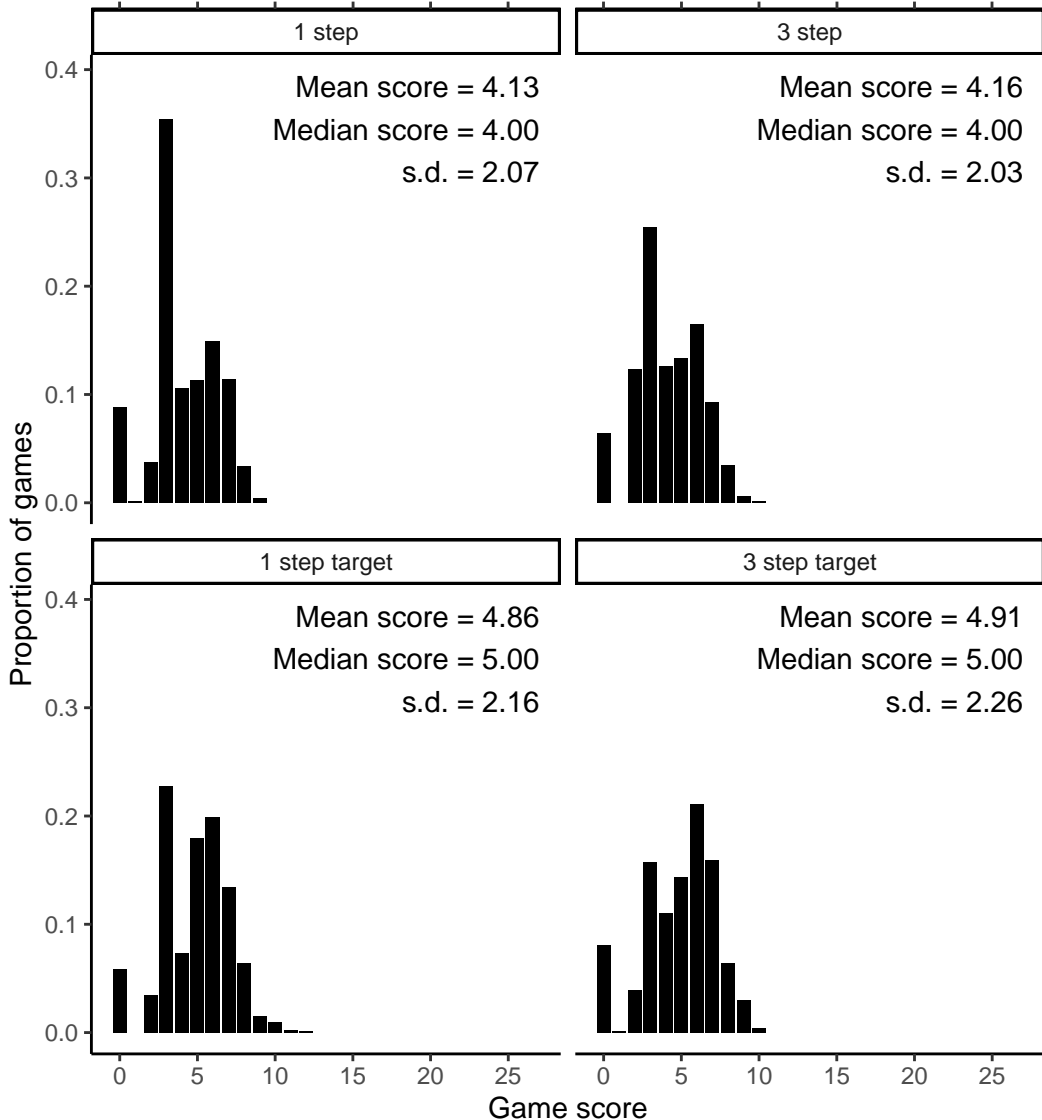 1 step
3 step
0.4
0.3
0.2
0.1
0.0
Mean score = 4.13
Median score = 4.00
s.d. = 2.07
Mean score = 4.16
Median score = 4.00
s.d. = 2.03
Proportion of games
1 step target
3 step target
0.4
0.3
0.2
0.1
0.0
Mean score = 4.86
Median score = 5.00
s.d. = 2.16
Mean score = 4.91
Median score = 5.00
s.d. = 2.26
0 5 10 15 20 25
0 5 10 15 20 25
Game score